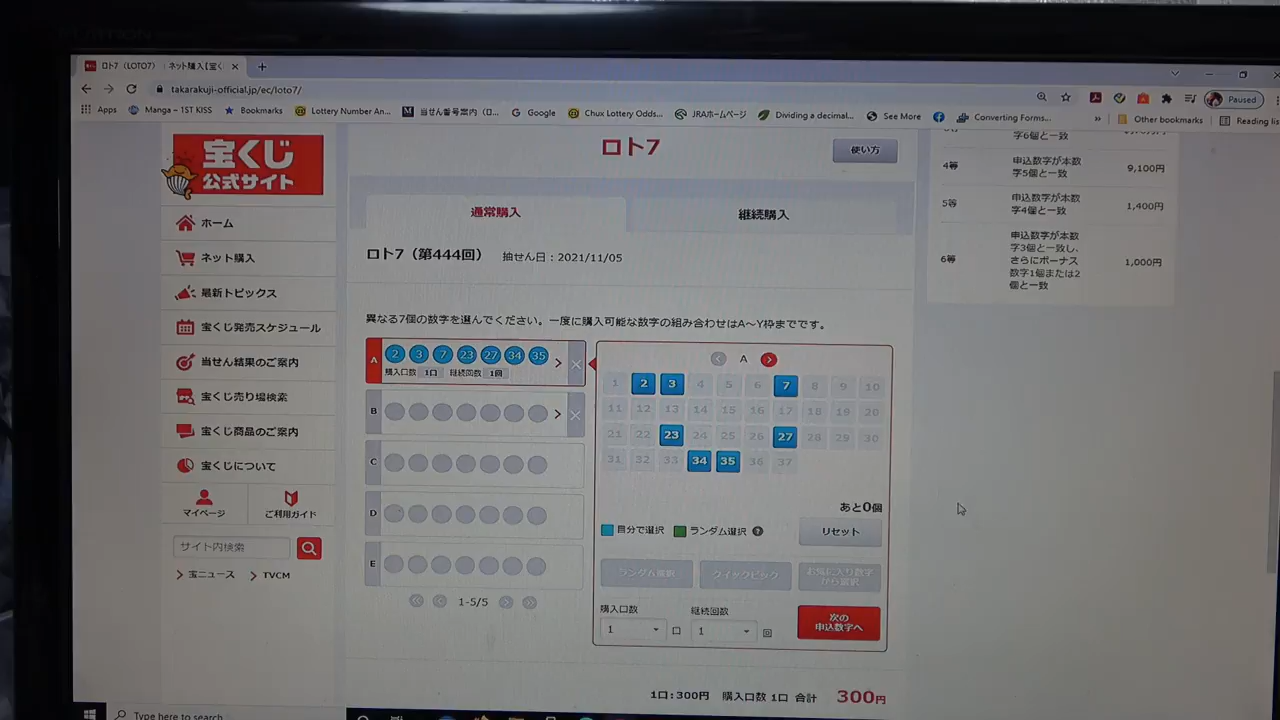 ロト7 (LOTO7) ｜ネット購入【宝く
takarakuji-official.jp/ec/loto7/
Paused
Apps
Manga – 1ST KISS
Bookmarks
Lottery Number An...
当せん番号案内（ロ...
Google
Chux Lottery Odds...
JRAホームページ
Dividing a decimal...
See More
Converting Forms...
»
Other bookmarks
Reading list
宝くじ
公式サイト
ホーム
ネット購入
最新トピックス
宝くじ発売スケジュール
当せん結果のご案内
宝くじ売り場検索
宝くじ商品のご案内
宝くじについて
マイページ
ご利用ガイド
サイト内検索
宝ニュース
TVCM
ロト7
使い方
通常購入
継続購入
ロト7（第444回） 抽せん日：2021/11/05
異なる7個の数字を選んでください。一度に購入可能な数字の組み合わせはA～Y枠までです。
A 2 3 7 23 27 34 35
購入口数 1口 継続回数 1回
B
C
D
E
1-5/5
A
1 2 3 4 5 6 7 8 9 10
11 12 13 14 15 16 17 18 19 20
21 22 23 24 25 26 27 28 29 30
31 32 33 34 35 36 37
あと0個
自分で選択 ランダム選択 ?
リセット
ランダム選択
クイックピック
お気に入り数字
から選択
購入口数 継続回数
1 口 1 回
次の
申込数字へ
1口：300円 購入口数 1口 合計 300円
字6個と一致
4等
申込数字が本数
字5個と一致
9,100円
5等
申込数字が本数
字4個と一致
1,400円
6等
申込数字が本数
字3個と一致し、
さらにボーナス
数字1個または2
個と一致
1,000円
Type here to search